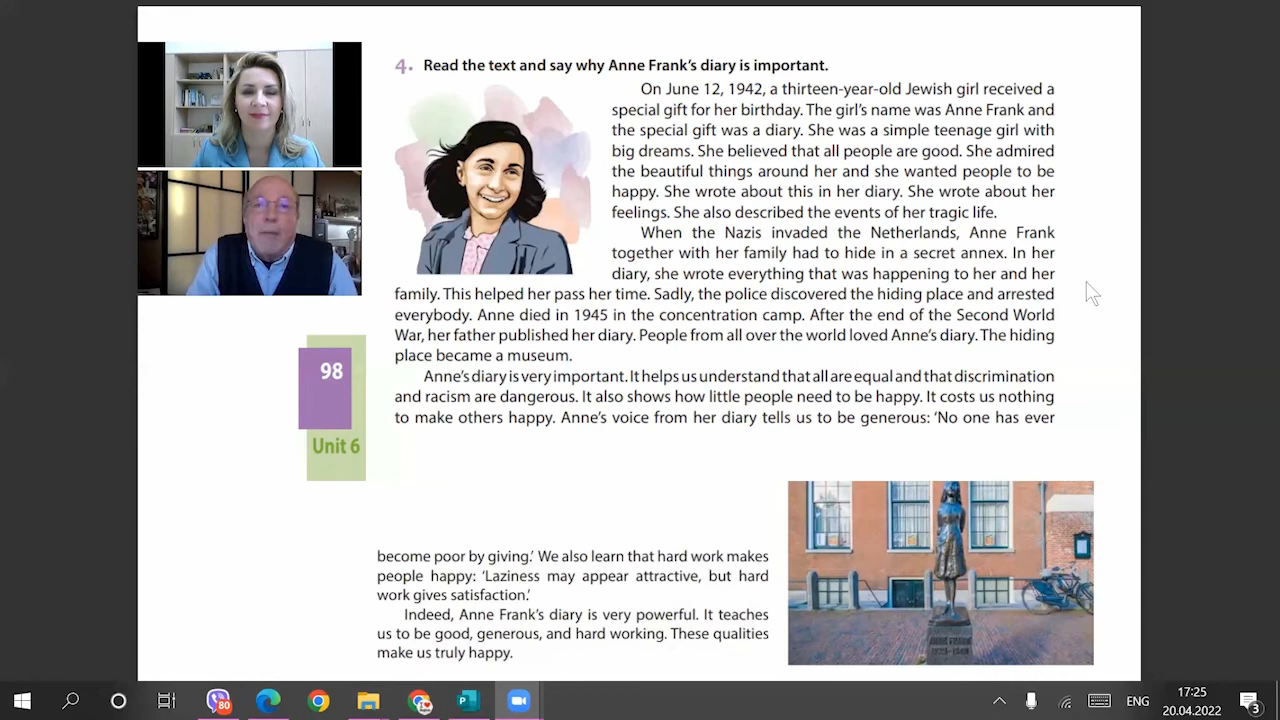 4. Read the text and say why Anne Frank's diary is important.
On June 12, 1942, a thirteen-year-old Jewish girl received a
special gift for her birthday. The girl's name was Anne Frank and
the special gift was a diary. She was a simple teenage girl with
big dreams. She believed that all people are good. She admired
the beautiful things around her and she wanted people to be
happy. She wrote about this in her diary. She wrote about her
feelings. She also described the events of her tragic life.
When the Nazis invaded the Netherlands, Anne Frank
together with her family had to hide in a secret annex. In her
diary, she wrote everything that was happening to her and her
family. This helped her pass her time. Sadly, the police discovered the hiding place and arrested
everybody. Anne died in 1945 in the concentration camp. After the end of the Second World
War, her father published her diary. People from all over the world loved Anne's diary. The hiding
place became a museum.
Anne's diary is very important. It helps us understand that all are equal and that discrimination
and racism are dangerous. It also shows how little people need to be happy. It costs us nothing
to make others happy. Anne's voice from her diary tells us to be generous: 'No one has ever
98
Unit 6
become poor by giving.' We also learn that hard work makes
people happy: 'Laziness may appear attractive, but hard
work gives satisfaction.'
Indeed, Anne Frank's diary is very powerful. It teaches
us to be good, generous, and hard working. These qualities
make us truly happy.
ANNE FRANK
80
ENG
17:25
20.04.2022
3